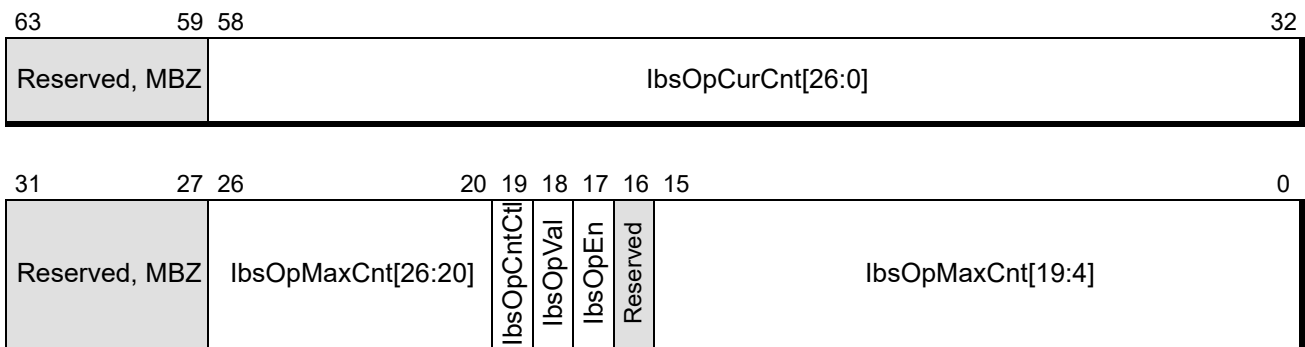 63 59 58 32
Reserved, MBZ IbsOpCurCnt[26:0]
31 27 26 20 19 18 17 16 15 0
Reserved, MBZ IbsOpMaxCnt[26:20] IbsOpCntCtl IbsOpVal IbsOpEn Reserved IbsOpMaxCnt[19:4]